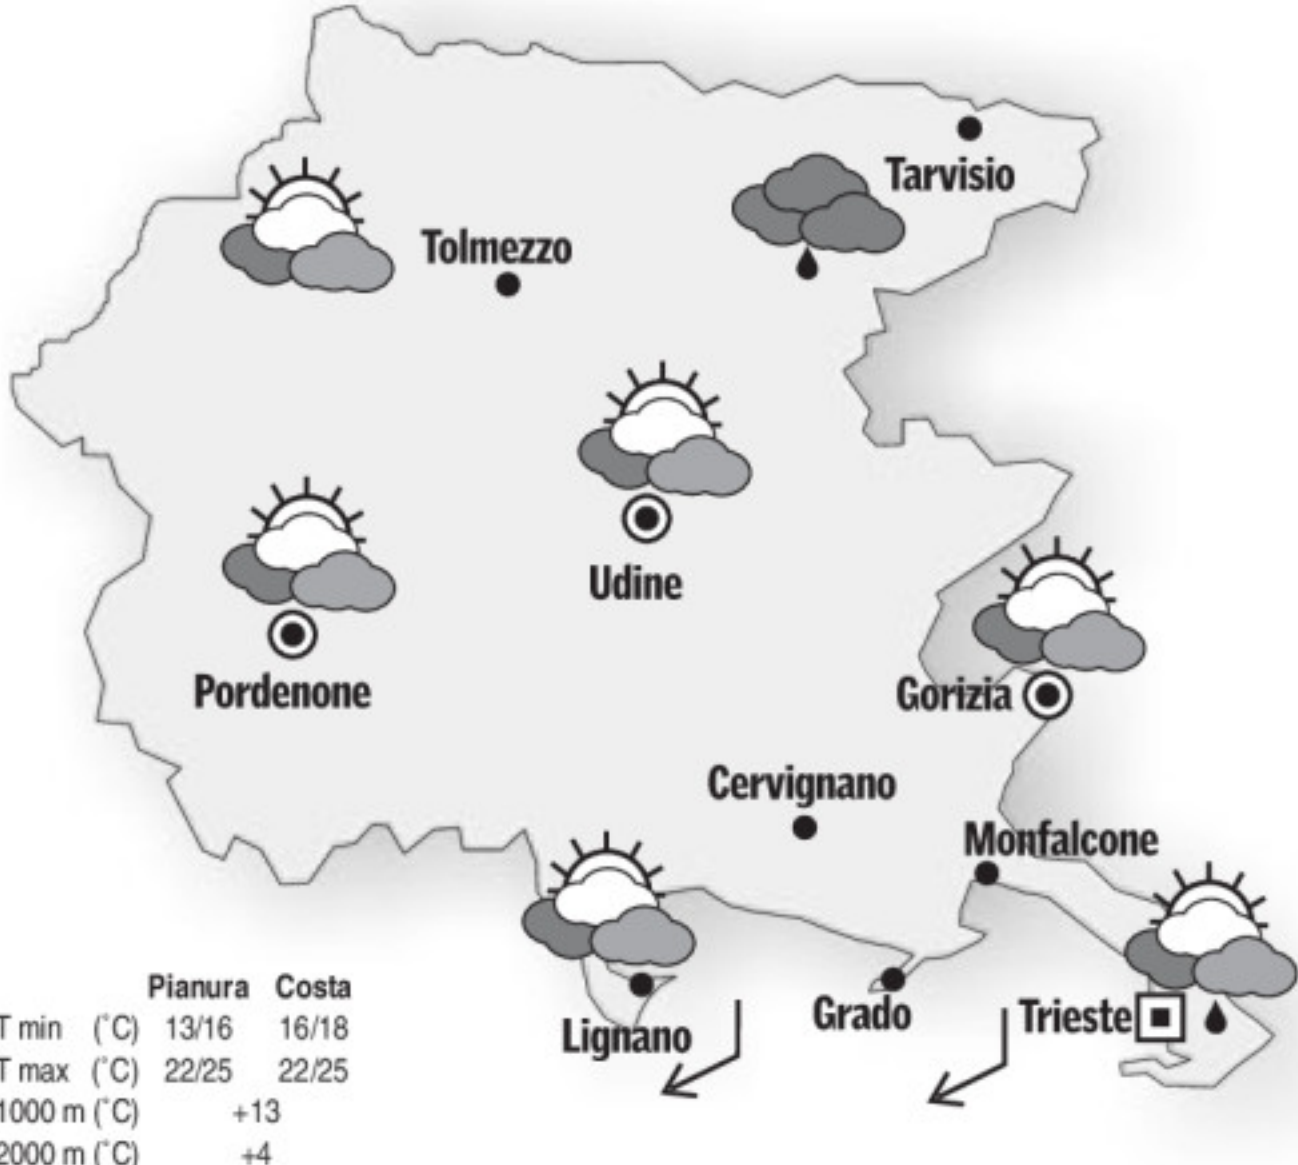 Tarvisio
Tolmezzo
Udine
Pordenone
Gorizia
Cervignano
Monfalcone
Grado
Trieste
Lignano
Pianura Costa
T min (°C) 13/16 16/18
T max (°C) 22/25 22/25
1000 m (°C) +13
2000 m (°C) +4